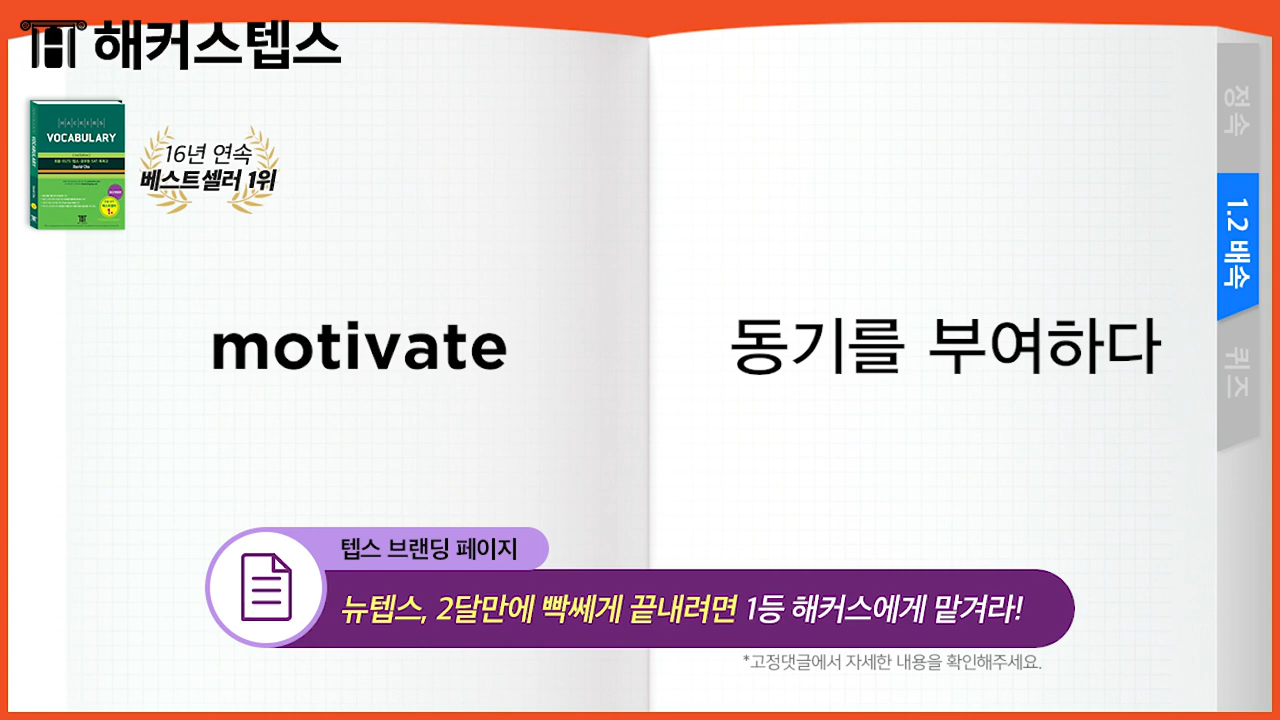 해커스텝스
HACKERS
VOCABULARY
16년 연속
베스트셀러 1위
정속
1.2 배속
퀴즈
motivate
동기를 부여하다
텝스 브랜딩 페이지
뉴텝스, 2달만에 빡쎄게 끝내려면 1등 해커스에게 맡겨라!
*고정댓글에서 자세한 내용을 확인해주세요.